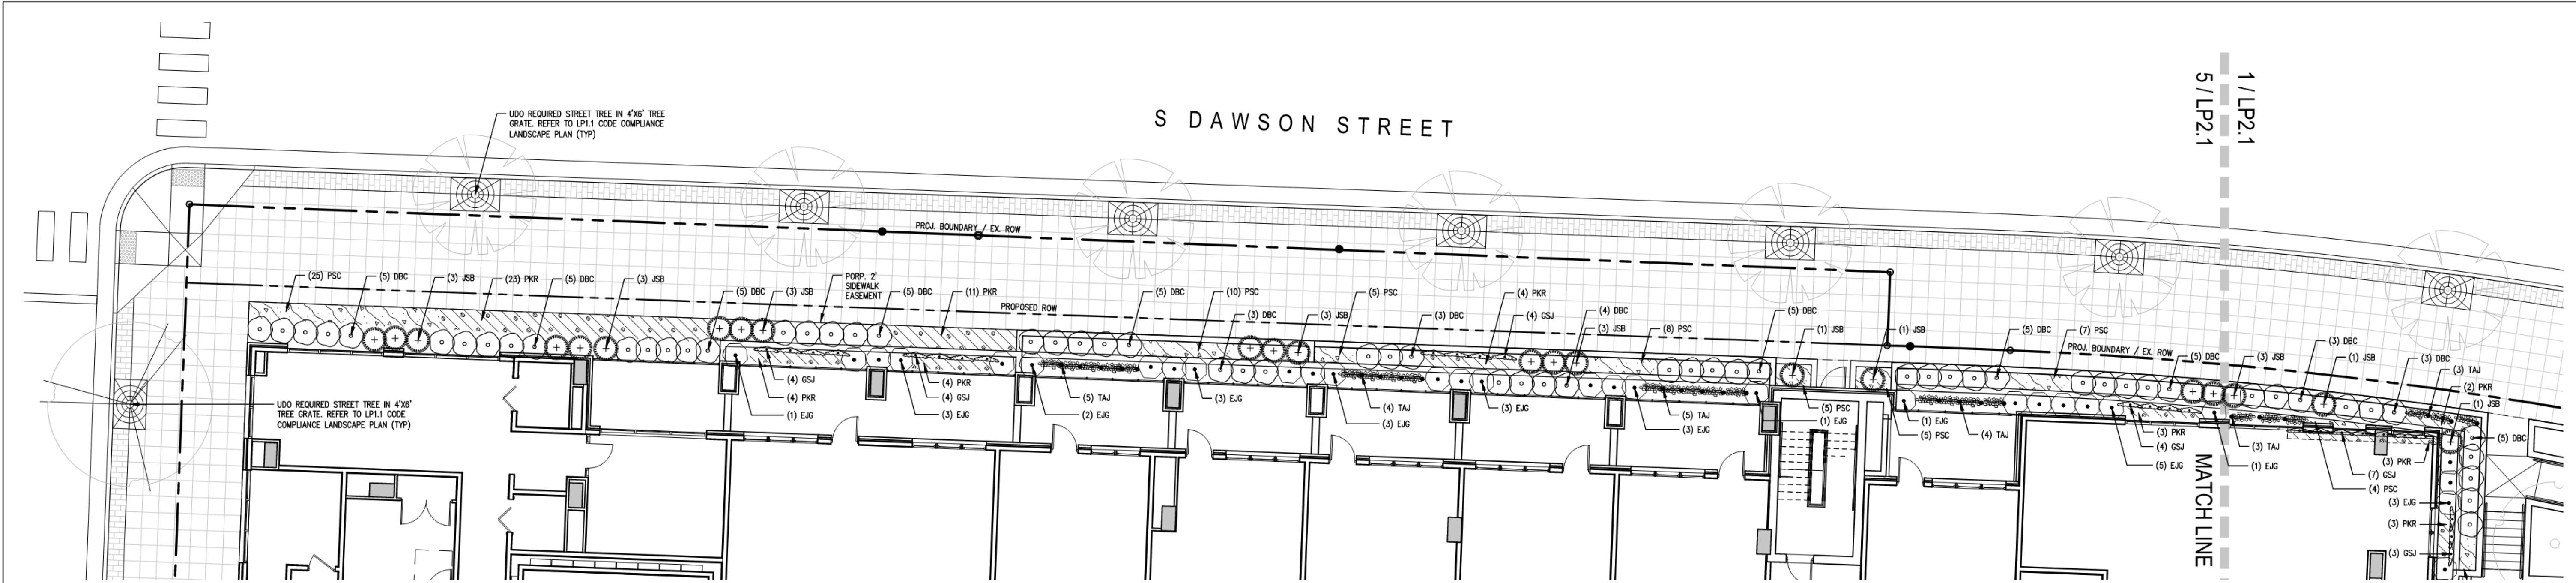 S DAWSON STREET
1 / LP2.1
5 / LP2.1
MATCH LINE
UDO REQUIRED STREET TREE IN 4'X6' TREE
GRATE. REFER TO LP1.1 CODE COMPLIANCE
LANDSCAPE PLAN (TYP)
PROJ. BOUNDARY / EX. ROW
(25) PSC
(5) DBC
(3) JSB
(23) PKR
(5) DBC
(3) JSB
(5) DBC
(3) JSB
PORP. 2'
SIDEWALK
EASEMENT
(5) DBC
(11) PKR
PROPOSED ROW
(5) DBC
(10) PSC
(3) DBC
(3) JSB
(5) PSC
(3) DBC
(4) PKR
(4) GSJ
(4) DBC
(3) JSB
(8) PSC
(5) DBC
(1) JSB
(1) JSB
(5) DBC
(7) PSC
PROJ. BOUNDARY / EX. ROW
(5) DBC
(3) JSB
(3) DBC
(1) JSB
(3) DBC
(3) TAJ
(2) PKR
(1) JSB
(4) GSJ
(4) PKR
(1) EJG
(4) PKR
(4) GSJ
(3) EJG
(5) TAJ
(2) EJG
(3) EJG
(4) TAJ
(3) EJG
(3) EJG
(5) TAJ
(3) EJG
(5) PSC
(1) EJG
(1) EJG
(5) PSC
(4) TAJ
(3) PKR
(4) GSJ
(5) EJG
(3) TAJ
(1) EJG
(5) DBC
(3) PKR
(7) GSJ
(4) PSC
(3) EJG
(3) PKR
(3) GSJ
UDO REQUIRED STREET TREE IN 4'X6'
TREE GRATE. REFER TO LP1.1 CODE
COMPLIANCE LANDSCAPE PLAN (TYP)